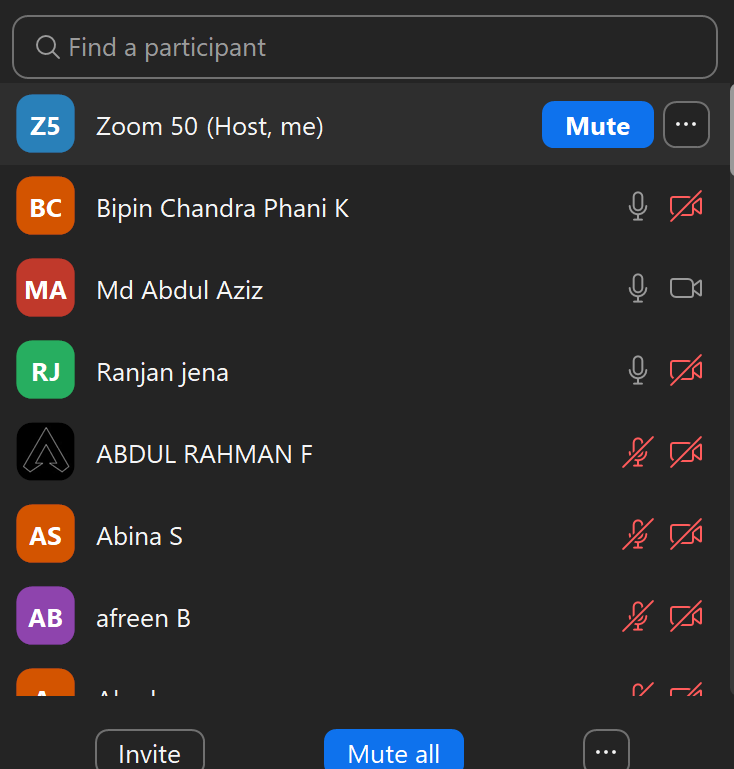 Find a participant
Z5 Zoom 50 (Host, me) Mute ...
BC Bipin Chandra Phani K
MA Md Abdul Aziz
RJ Ranjan jena
ABDUL RAHMAN F
AS Abina S
AB afreen B
Invite Mute all ...